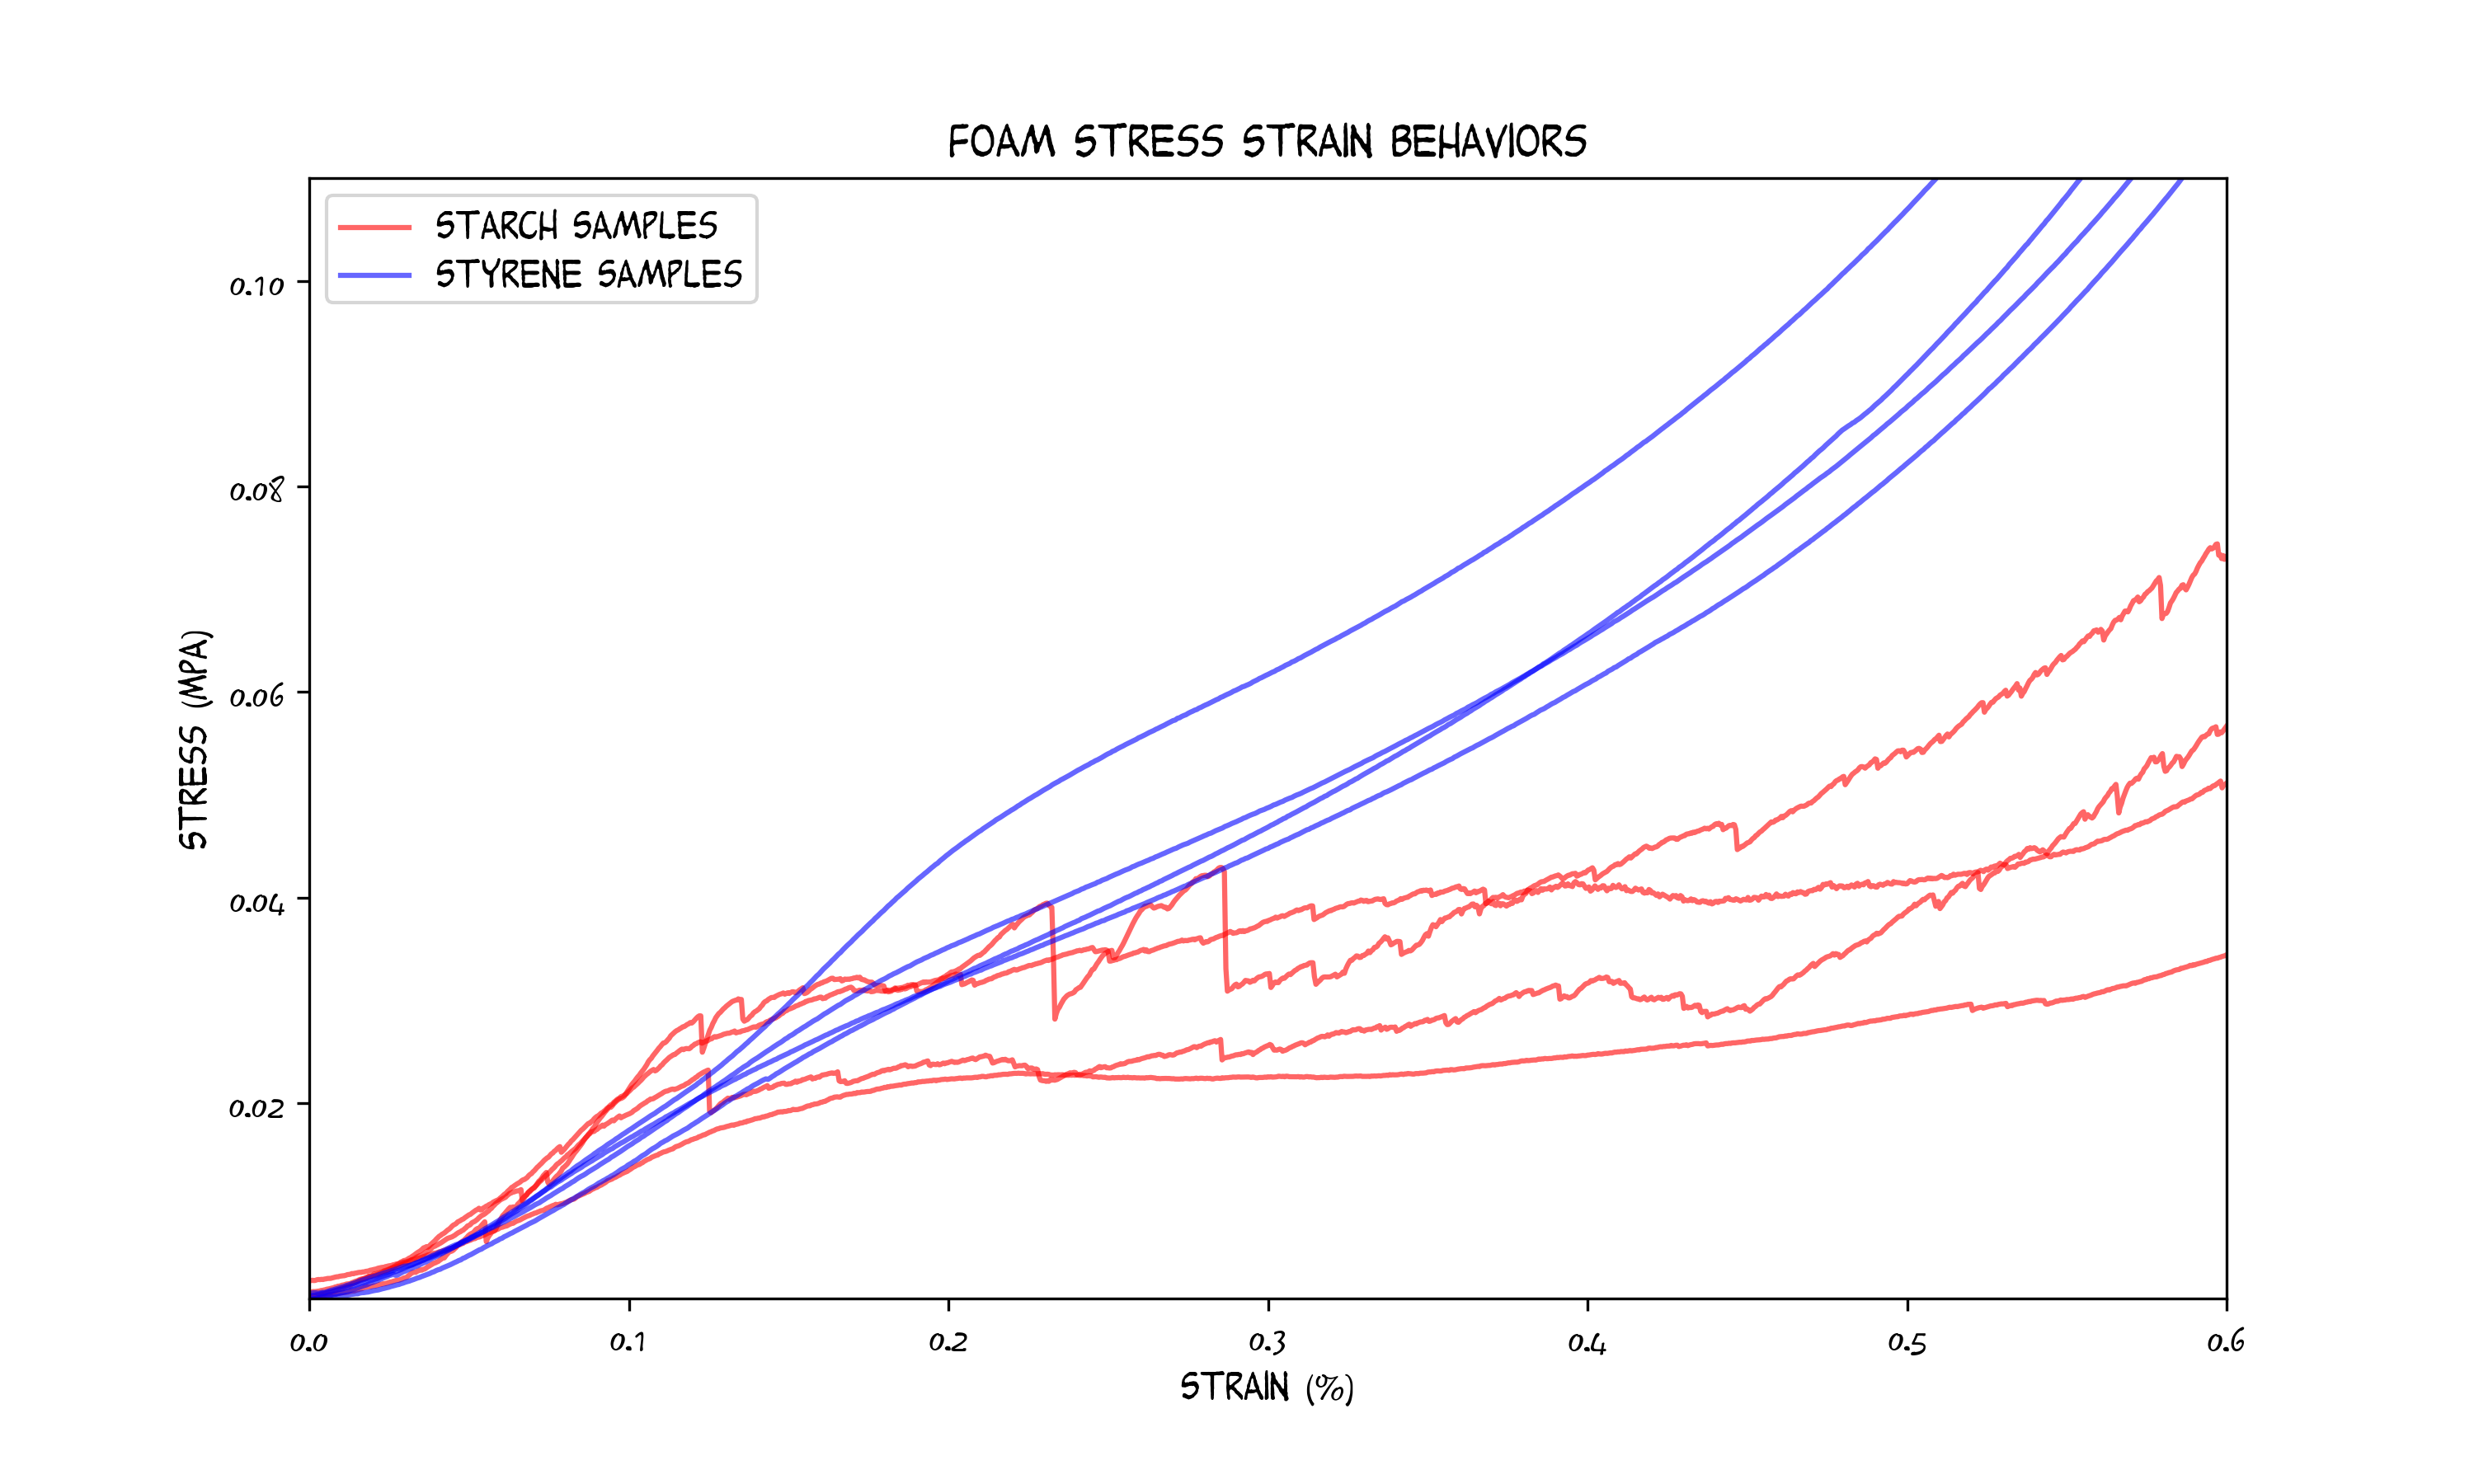 FOAM STRESS STRAIN BEHAVIORS
STARCH SAMPLES
STYRENE SAMPLES
0.10
0.08
0.06
0.04
0.02
STRESS (MPA)
0.0 0.1 0.2 0.3 0.4 0.5 0.6
STRAIN (%)